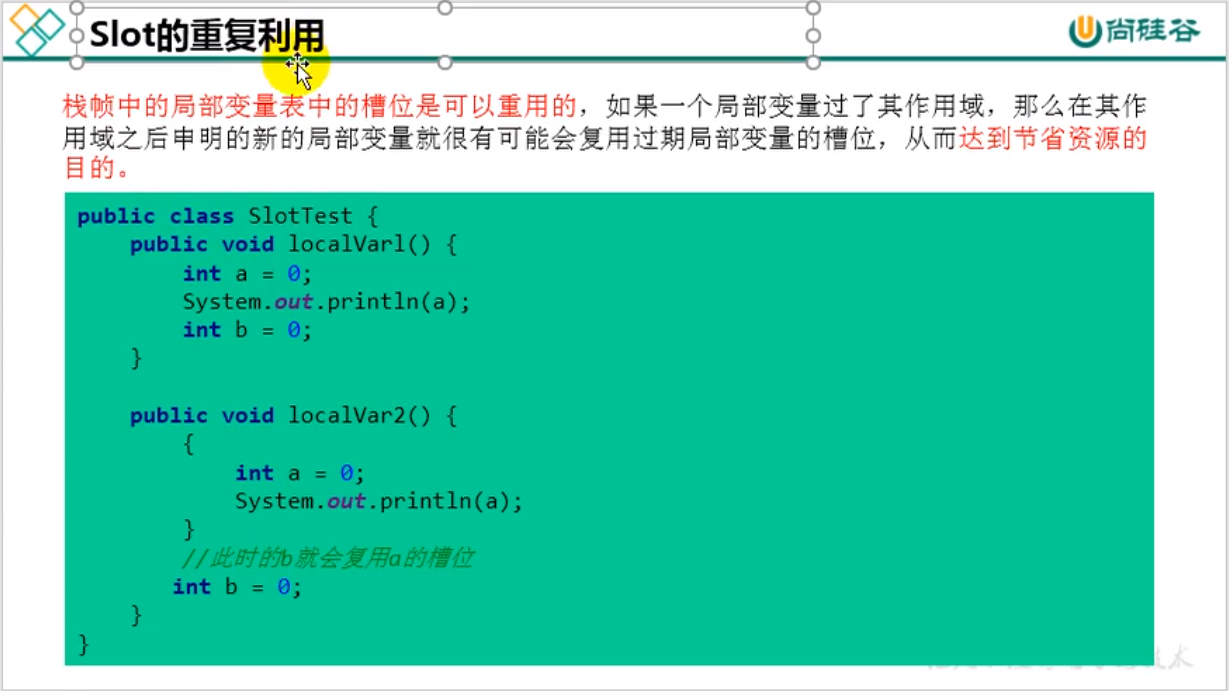 Slot的重复利用
尚硅谷
栈帧中的局部变量表中的槽位是可以重用的，如果一个局部变量过了其作用域，那么在其作
用域之后申明的新的局部变量就很有可能会复用过期局部变量的槽位，从而达到节省资源的
目的。
public class SlotTest {
public void localVarl() {
int a = 0;
System.out.println(a);
int b = 0;
}
public void localVar2() {
{
int a = 0;
System.out.println(a);
}
//此时的b就会复用a的槽位
int b = 0;
}
}